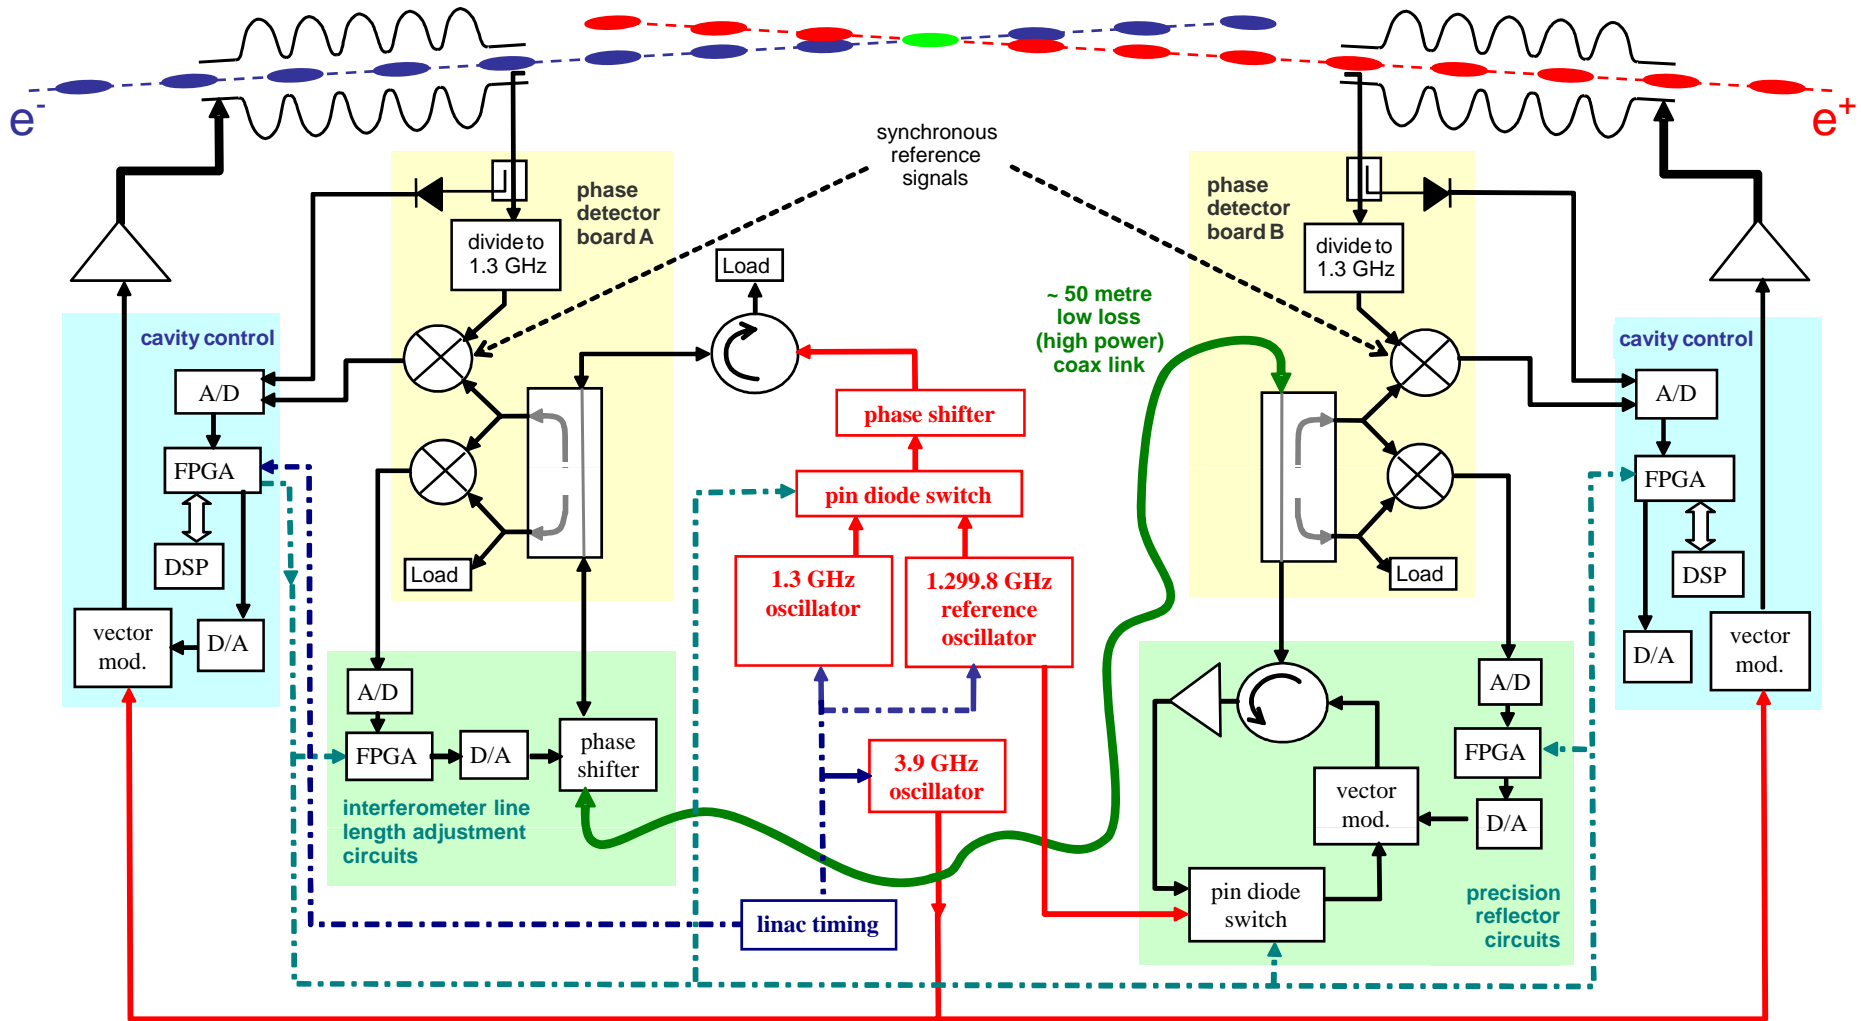 e-
e+
synchronous
reference
signals
phase
detector
board A
phase
detector
board B
divide to
1.3 GHz
divide to
1.3 GHz
Load
~ 50 metre
low loss
(high power)
coax link
cavity control
cavity control
A/D
A/D
phase shifter
FPGA
FPGA
pin diode switch
DSP
DSP
Load
Load
1.3 GHz
oscillator
1.299.8 GHz
reference
oscillator
vector
mod.
D/A
D/A
vector
mod.
A/D
A/D
FPGA
D/A
phase
shifter
FPGA
3.9 GHz
oscillator
vector
mod.
D/A
interferometer line
length adjustment
circuits
pin diode
switch
precision
reflector
circuits
linac timing